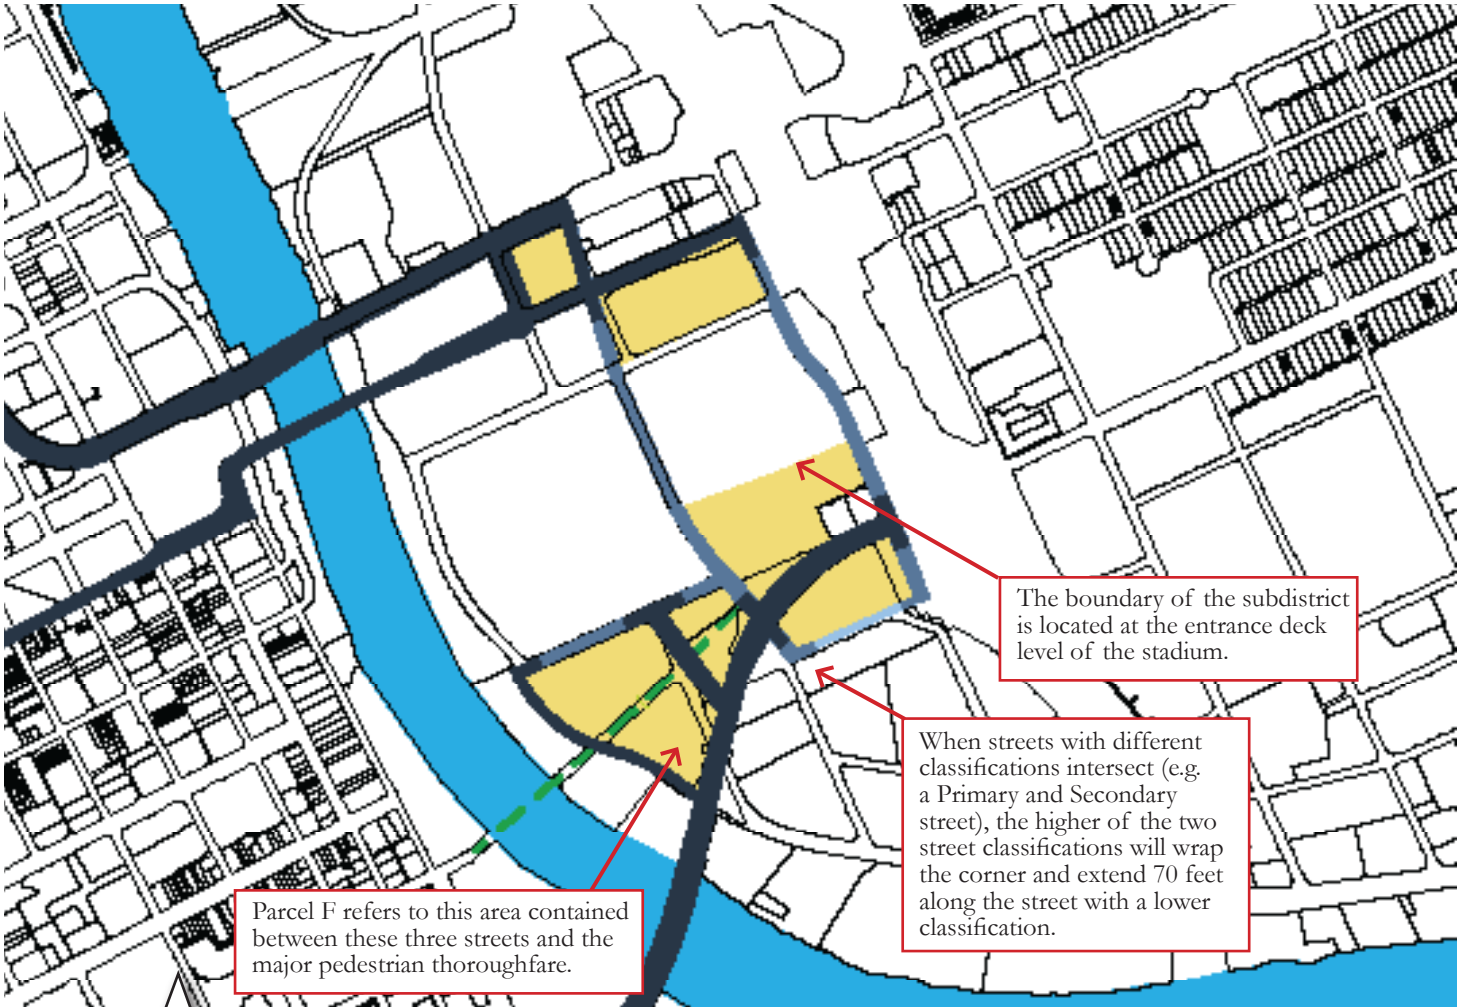 The boundary of the subdistrict
is located at the entrance deck
level of the stadium.
When streets with different
classifications intersect (e.g.
a Primary and Secondary
street), the higher of the two
street classifications will wrap
the corner and extend 70 feet
along the street with a lower
classification.
Parcel F refers to this area contained
between these three streets and the
major pedestrian thoroughfare.